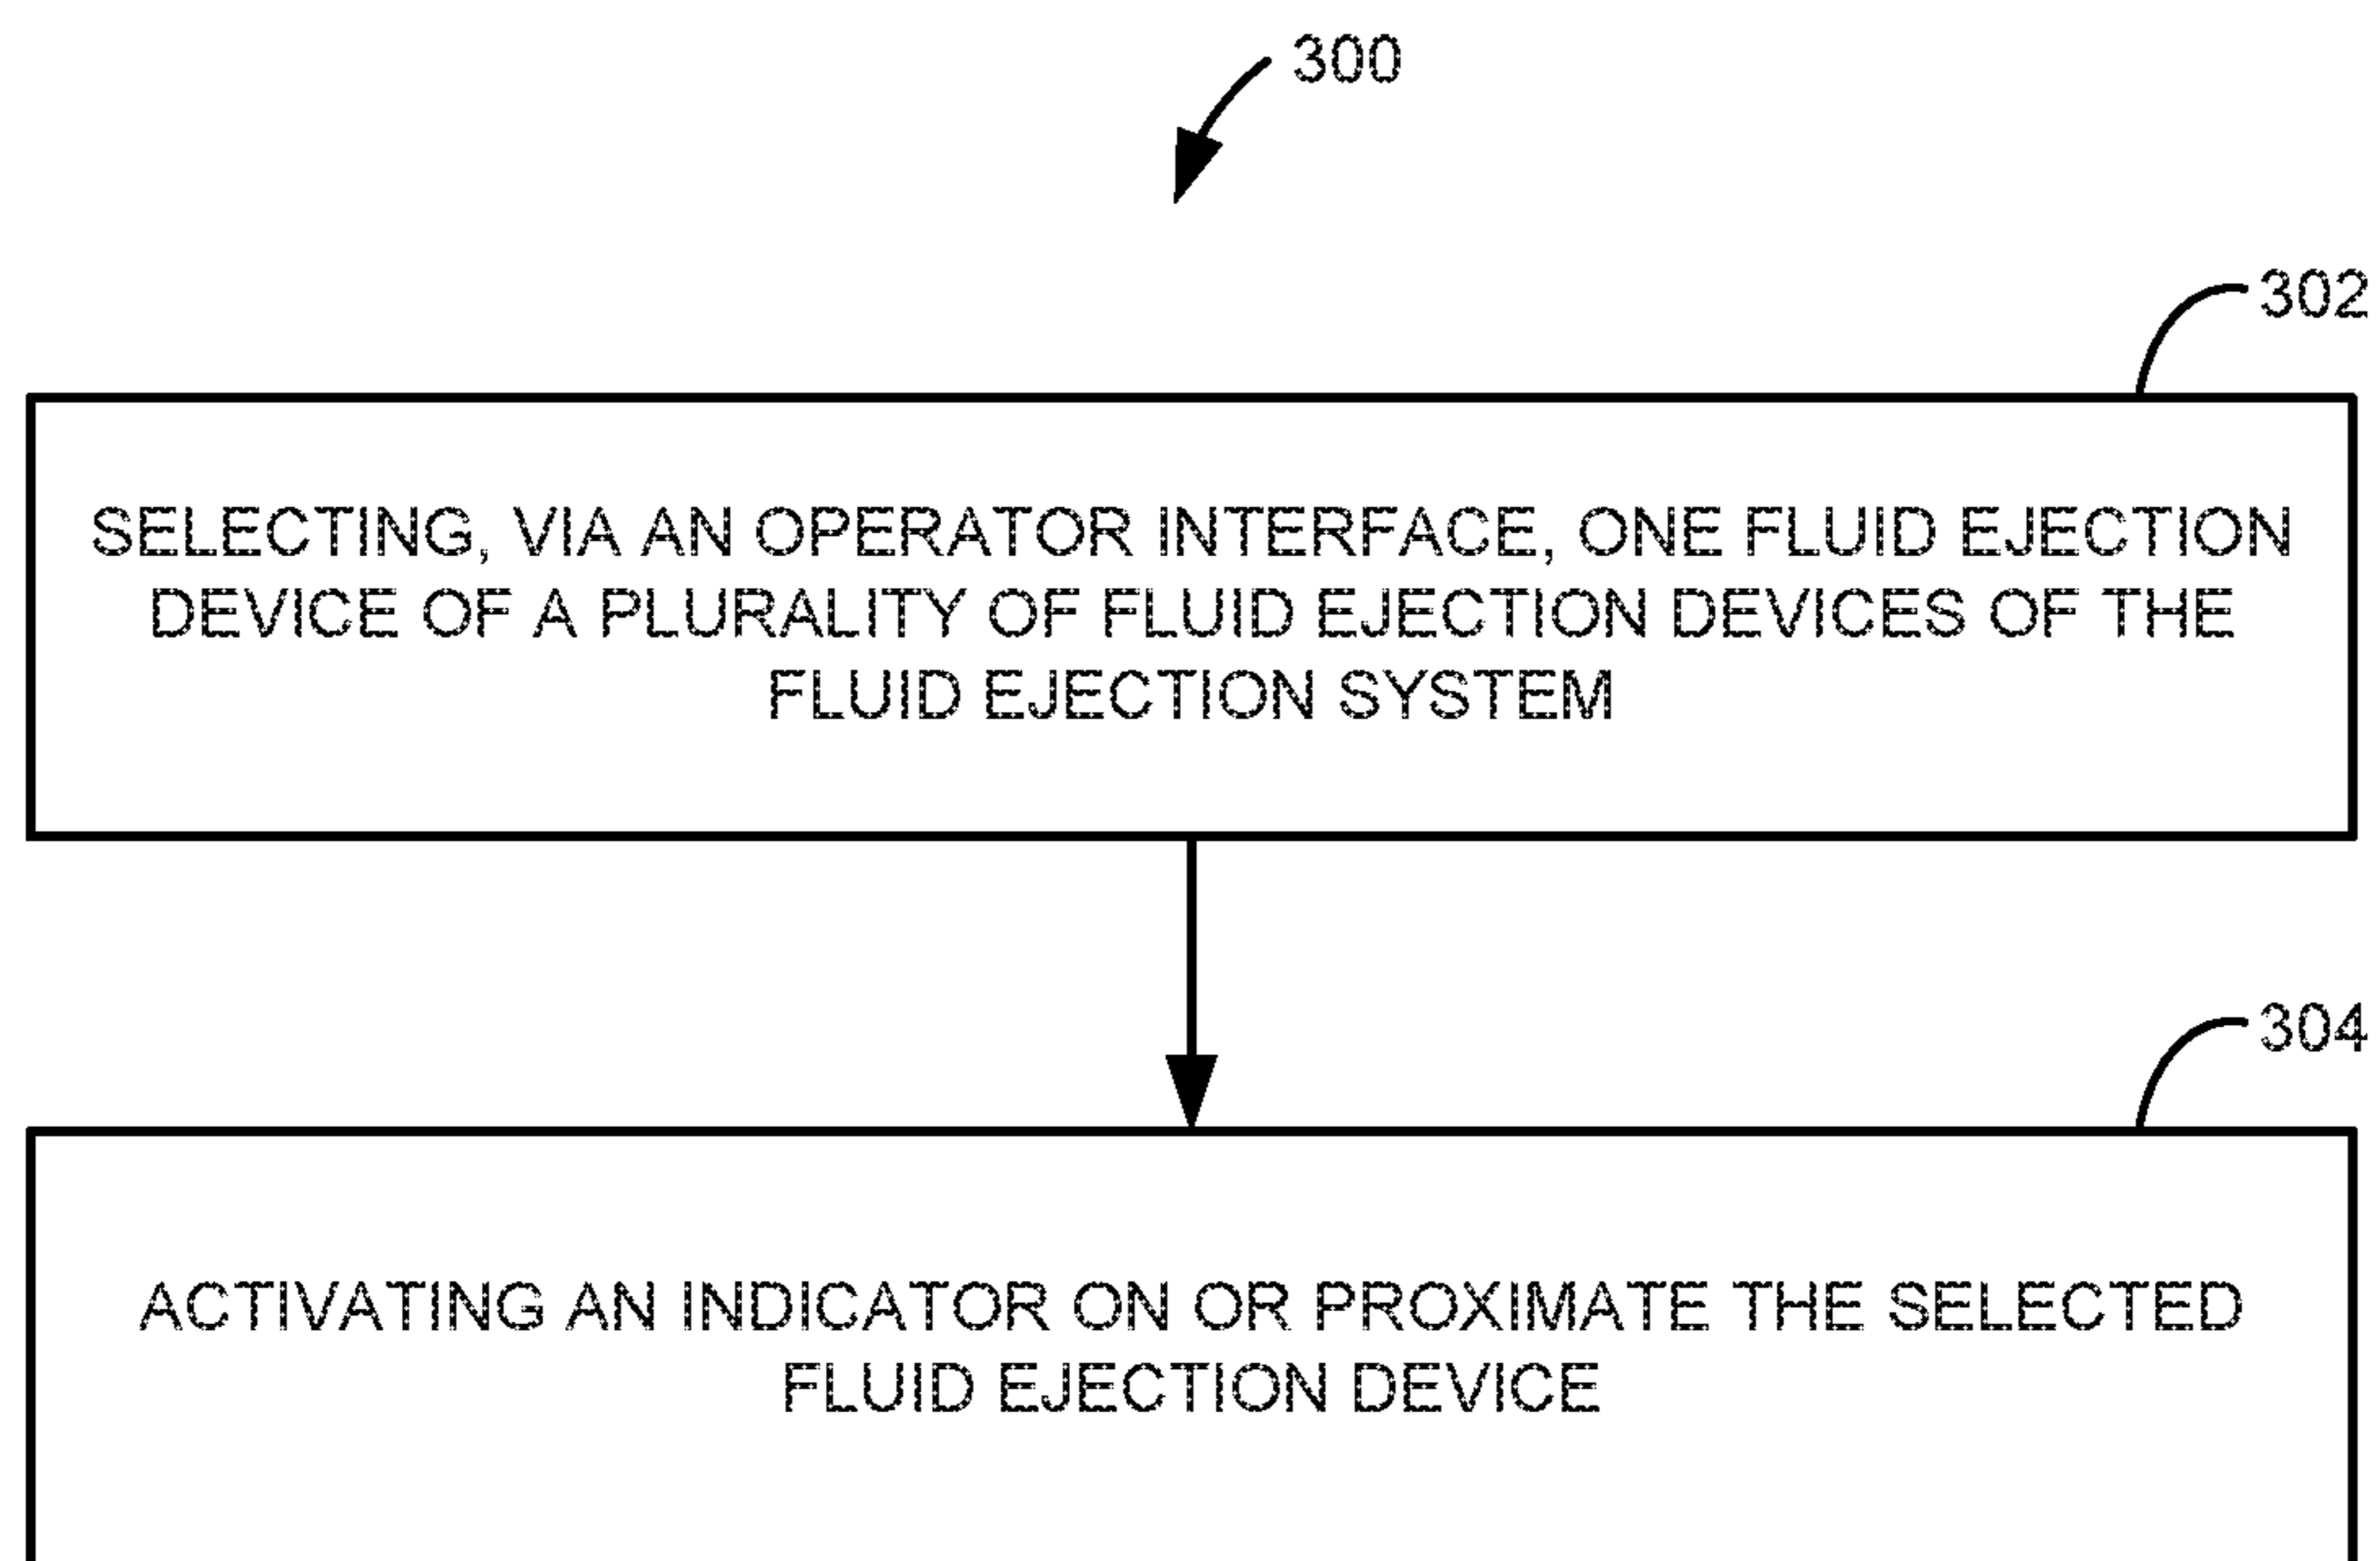 300
302
SELECTING, VIA AN OPERATOR INTERFACE, ONE FLUID EJECTION
DEVICE OF A PLURALITY OF FLUID EJECTION DEVICES OF THE
FLUID EJECTION SYSTEM
304
ACTIVATING AN INDICATOR ON OR PROXIMATE THE SELECTED
FLUID EJECTION DEVICE